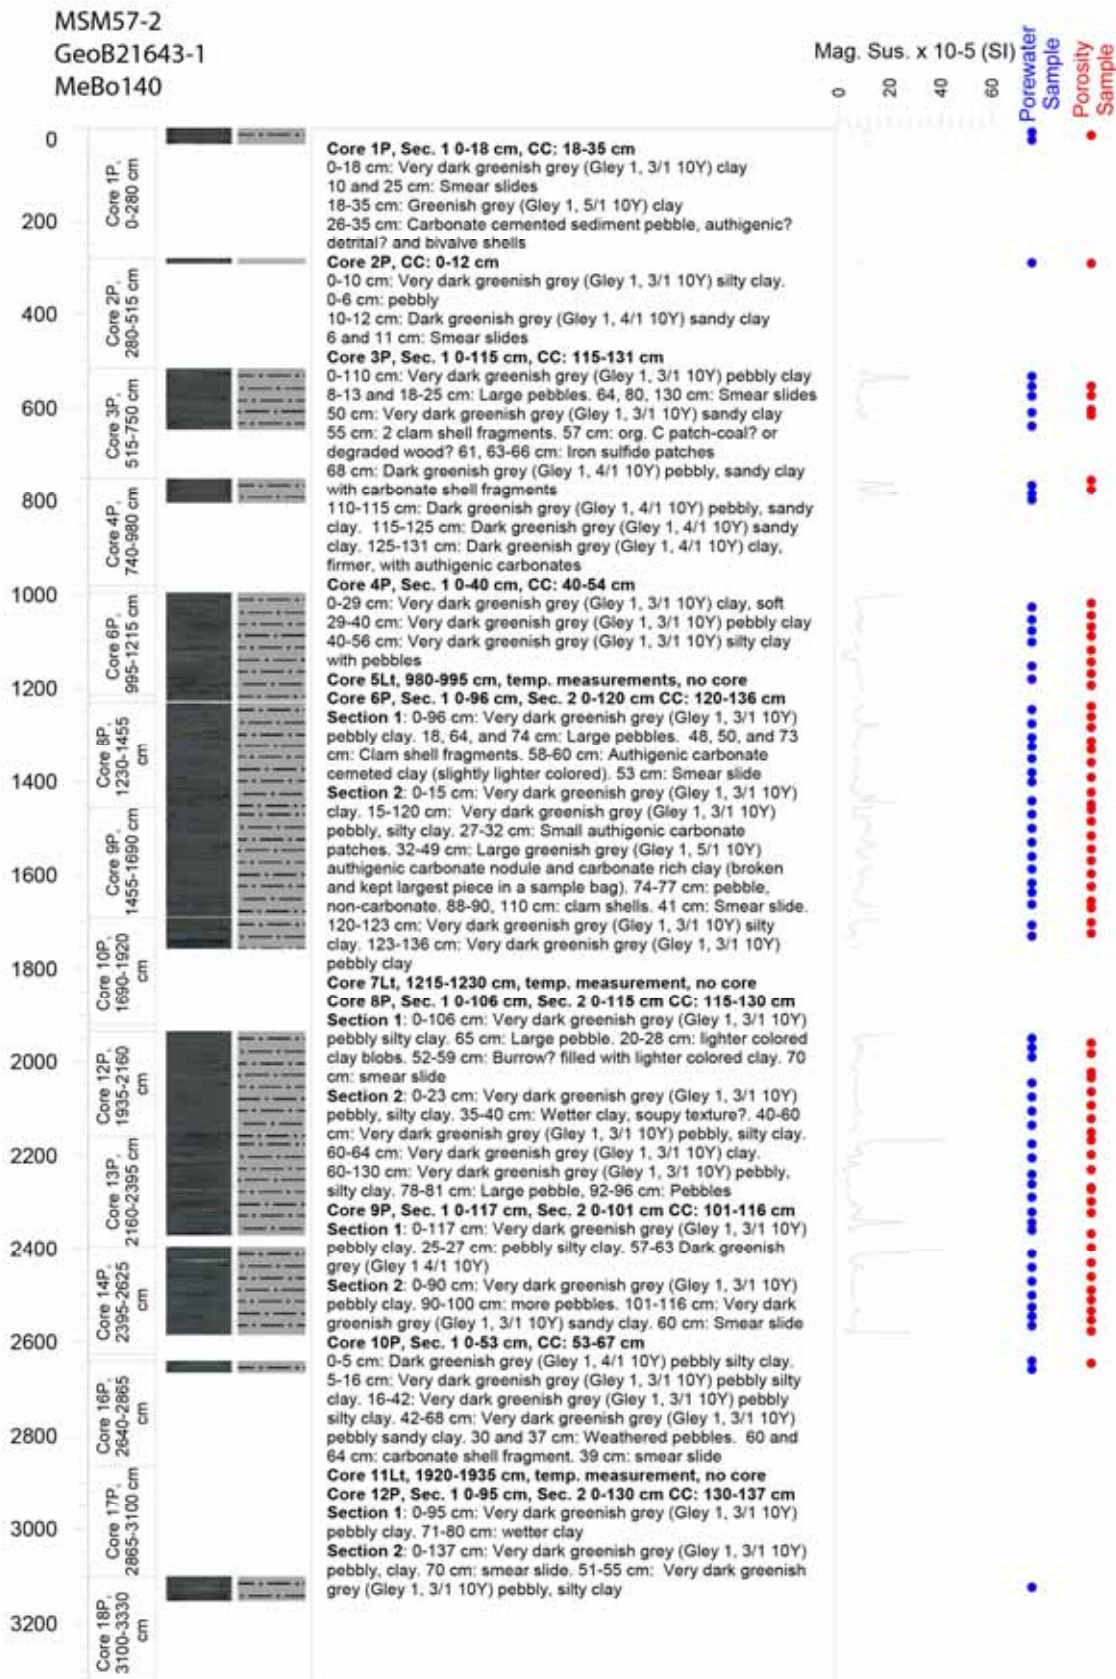 MSM57-2
GeoB21643-1
MeBo140
Mag. Sus. x 10-5 (SI)
0
20
40
60
Porewater
Sample
Porosity
Sample
0
200
400
600
800
1000
1200
1400
1600
1800
2000
2200
2400
2600
2800
3000
3200
Core 1P,
0-280 cm
Core 2P,
280-515 cm
Core 3P,
515-750 cm
Core 4P,
740-980 cm
Core 6P,
995-1215 cm
Core 8P,
1230-1455
cm
Core 9P,
1455-1690 cm
Core 10P,
1690-1920
cm
Core 12P,
1935-2160
cm
Core 13P,
2160-2395 cm
Core 14P,
2395-2625
cm
Core 16P,
2640-2865
cm
Core 17P,
2865-3100 cm
Core 18P,
3100-3330
cm
Core 1P, Sec. 1 0-18 cm, CC: 18-35 cm
0-18 cm: Very dark greenish grey (Gley 1, 3/1 10Y) clay
10 and 25 cm: Smear slides
18-35 cm: Greenish grey (Gley 1, 5/1 10Y) clay
26-35 cm: Carbonate cemented sediment pebble, authigenic?
detrital? and bivalve shells
Core 2P, CC: 0-12 cm
0-10 cm: Very dark greenish grey (Gley 1, 3/1 10Y) silty clay.
0-6 cm: pebbly
10-12 cm: Dark greenish grey (Gley 1, 4/1 10Y) sandy clay
6 and 11 cm: Smear slides
Core 3P, Sec. 1 0-115 cm, CC: 115-131 cm
0-110 cm: Very dark greenish grey (Gley 1, 3/1 10Y) pebbly clay
8-13 and 18-25 cm: Large pebbles. 64, 80, 130 cm: Smear slides
50 cm: Very dark greenish grey (Gley 1, 3/1 10Y) sandy clay
55 cm: 2 clam shell fragments. 57 cm: org. C patch-coal? or
degraded wood? 61, 63-66 cm: Iron sulfide patches
68 cm: Dark greenish grey (Gley 1, 4/1 10Y) pebbly, sandy clay
with carbonate shell fragments
110-115 cm: Dark greenish grey (Gley 1, 4/1 10Y) pebbly, sandy
clay. 115-125 cm: Dark greenish grey (Gley 1, 4/1 10Y) sandy
clay. 125-131 cm: Dark greenish grey (Gley 1, 4/1 10Y) clay,
firmer, with authigenic carbonates
Core 4P, Sec. 1 0-40 cm, CC: 40-54 cm
0-29 cm: Very dark greenish grey (Gley 1, 3/1 10Y) clay, soft
29-40 cm: Very dark greenish grey (Gley 1, 3/1 10Y) pebbly clay
40-56 cm: Very dark greenish grey (Gley 1, 3/1 10Y) silty clay
with pebbles
Core 5Lt, 980-995 cm, temp. measurements, no core
Core 6P, Sec. 1 0-96 cm, Sec. 2 0-120 cm CC: 120-136 cm
Section 1: 0-96 cm: Very dark greenish grey (Gley 1, 3/1 10Y)
pebbly clay. 18, 64, and 74 cm: Large pebbles. 48, 50, and 73
cm: Clam shell fragments. 58-60 cm: Authigenic carbonate
cemeted clay (slightly lighter colored). 53 cm: Smear slide
Section 2: 0-15 cm: Very dark greenish grey (Gley 1, 3/1 10Y)
clay. 15-120 cm: Very dark greenish grey (Gley 1, 3/1 10Y)
pebbly, silty clay. 27-32 cm: Small authigenic carbonate
patches. 32-49 cm: Large greenish grey (Gley 1, 5/1 10Y)
authigenic carbonate nodule and carbonate rich clay (broken
and kept largest piece in a sample bag). 74-77 cm: pebble,
non-carbonate. 88-90, 110 cm: clam shells. 41 cm: Smear slide.
120-123 cm: Very dark greenish grey (Gley 1, 3/1 10Y) silty
clay. 123-136 cm: Very dark greenish grey (Gley 1, 3/1 10Y)
pebbly clay
Core 7Lt, 1215-1230 cm, temp. measurement, no core
Core 8P, Sec. 1 0-106 cm, Sec. 2 0-115 cm CC: 115-130 cm
Section 1: 0-106 cm: Very dark greenish grey (Gley 1, 3/1 10Y)
pebbly silty clay. 65 cm: Large pebble. 20-28 cm: lighter colored
clay blobs. 52-59 cm: Burrow? filled with lighter colored clay. 70
cm: smear slide
Section 2: 0-23 cm: Very dark greenish grey (Gley 1, 3/1 10Y)
pebbly, silty clay. 35-40 cm: Wetter clay, soupy texture?. 40-60
cm: Very dark greenish grey (Gley 1, 3/1 10Y) pebbly, silty clay.
60-64 cm: Very dark greenish grey (Gley 1, 3/1 10Y) clay.
60-130 cm: Very dark greenish grey (Gley 1, 3/1 10Y) pebbly,
silty clay. 78-81 cm: Large pebble, 92-96 cm: Pebbles
Core 9P, Sec. 1 0-117 cm, Sec. 2 0-101 cm CC: 101-116 cm
Section 1: 0-117 cm: Very dark greenish grey (Gley 1, 3/1 10Y)
pebbly clay. 25-27 cm: pebbly silty clay. 57-63 Dark greenish
grey (Gley 1 4/1 10Y)
Section 2: 0-90 cm: Very dark greenish grey (Gley 1, 3/1 10Y)
pebbly clay. 90-100 cm: more pebbles. 101-116 cm: Very dark
greenish grey (Gley 1, 3/1 10Y) sandy clay. 60 cm: Smear slide
Core 10P, Sec. 1 0-53 cm, CC: 53-67 cm
0-5 cm: Dark greenish grey (Gley 1, 4/1 10Y) pebbly silty clay.
5-16 cm: Very dark greenish grey (Gley 1, 3/1 10Y) pebbly silty
clay. 16-42: Very dark greenish grey (Gley 1, 3/1 10Y) pebbly
silty clay. 42-68 cm: Very dark greenish grey (Gley 1, 3/1 10Y)
pebbly sandy clay. 30 and 37 cm: Weathered pebbles. 60 and
64 cm: carbonate shell fragment. 39 cm: smear slide
Core 11Lt, 1920-1935 cm, temp. measurement, no core
Core 12P, Sec. 1 0-95 cm, Sec. 2 0-130 cm CC: 130-137 cm
Section 1: 0-95 cm: Very dark greenish grey (Gley 1, 3/1 10Y)
pebbly clay. 71-80 cm: wetter clay
Section 2: 0-137 cm: Very dark greenish grey (Gley 1, 3/1 10Y)
pebbly, clay. 70 cm: smear slide. 51-55 cm: Very dark greenish
grey (Gley 1, 3/1 10Y) pebbly, silty clay